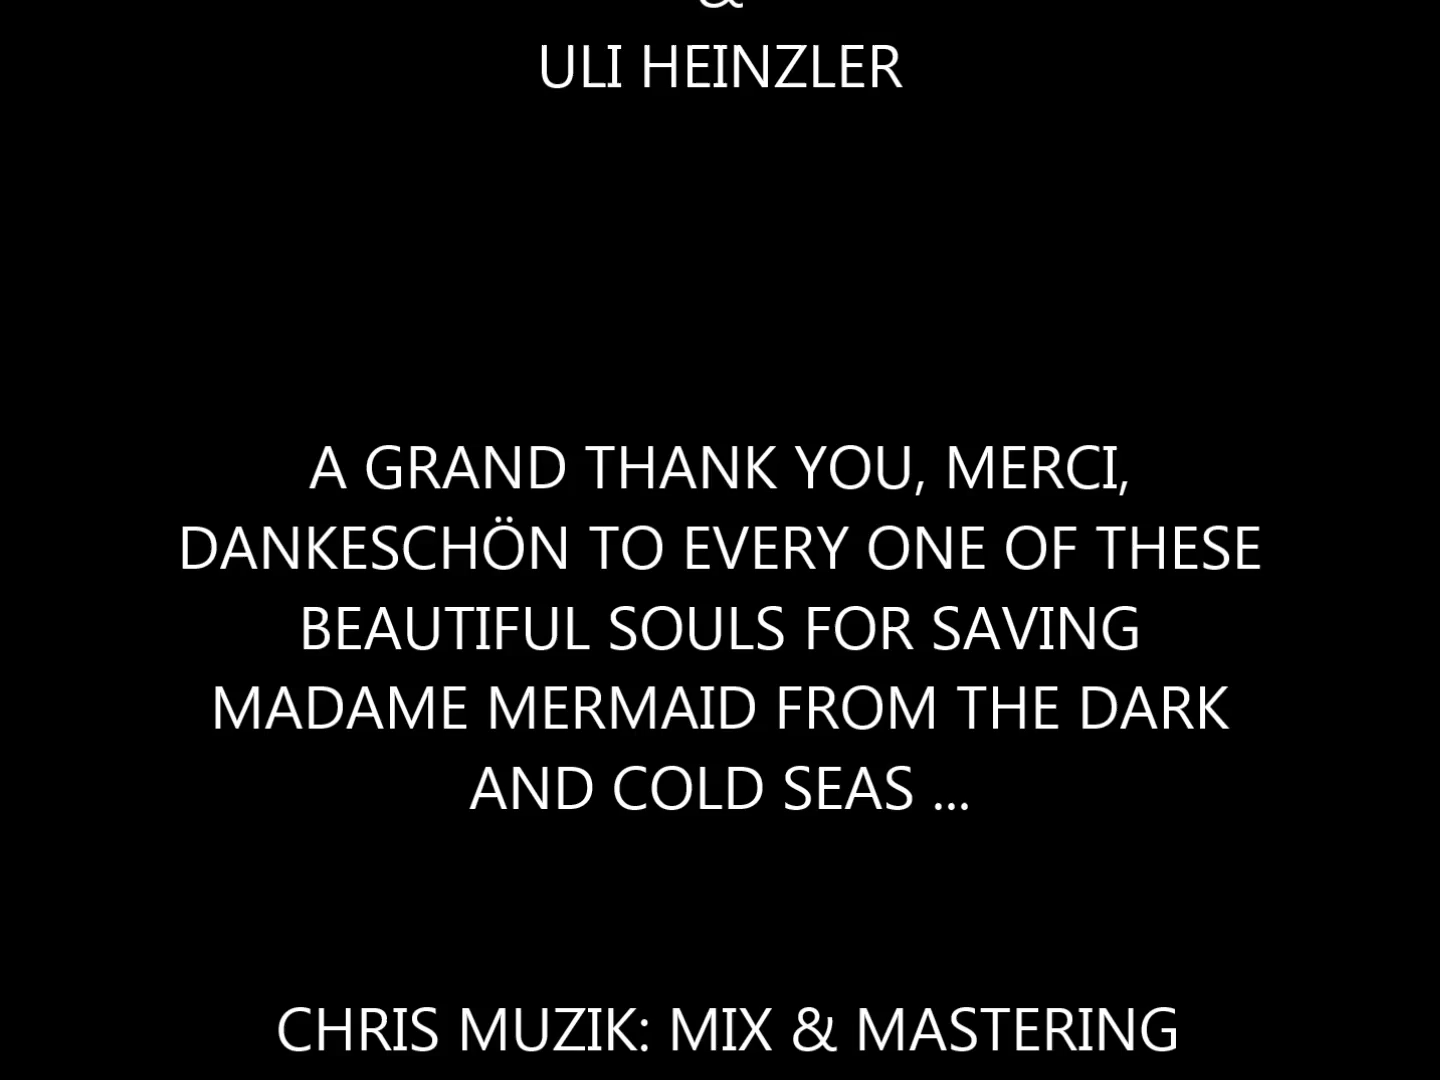 &
ULI HEINZLER
A GRAND THANK YOU, MERCI,
DANKESCHÖN TO EVERY ONE OF THESE
BEAUTIFUL SOULS FOR SAVING
MADAME MERMAID FROM THE DARK
AND COLD SEAS ...
CHRIS MUZIK: MIX & MASTERING